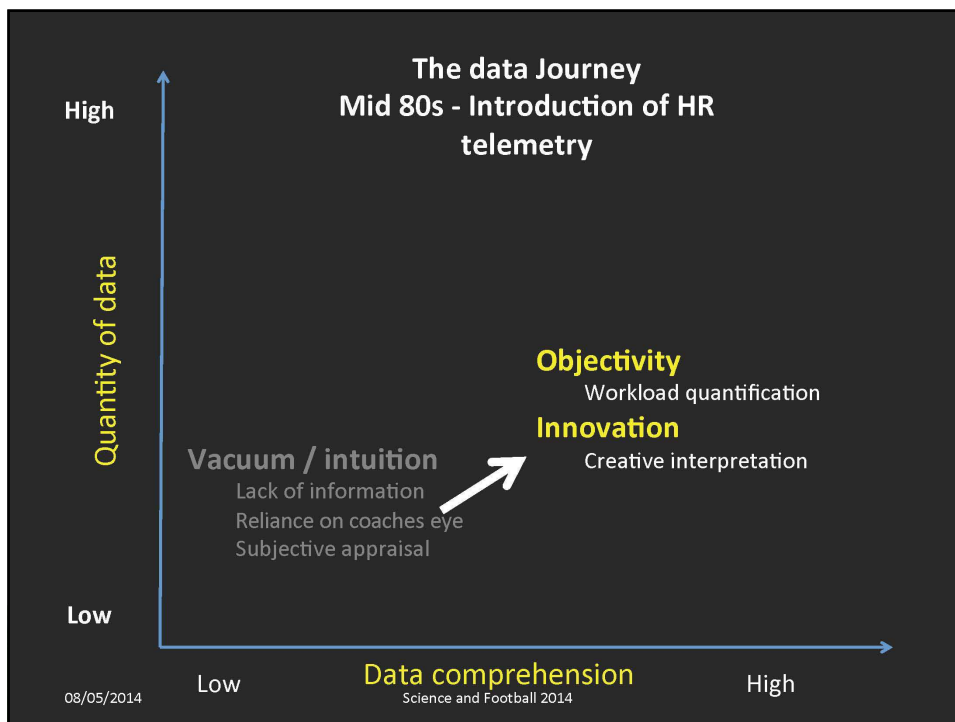 The data Journey
Mid 80s - Introduction of HR
telemetry
High
Quantity of data
Objectivity
Workload quantification
Innovation
Creative interpretation
Vacuum / intuition
Lack of information
Reliance on coaches eye
Subjective appraisal
Low
Low
Data comprehension
High
08/05/2014
Science and Football 2014